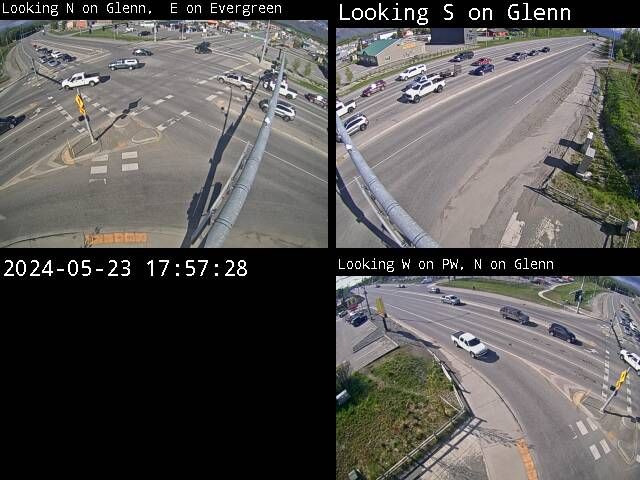 Looking N on Glenn, E on Evergreen
Looking S on Glenn
2024-05-23 17:57:28
Looking W on PW, N on Glenn